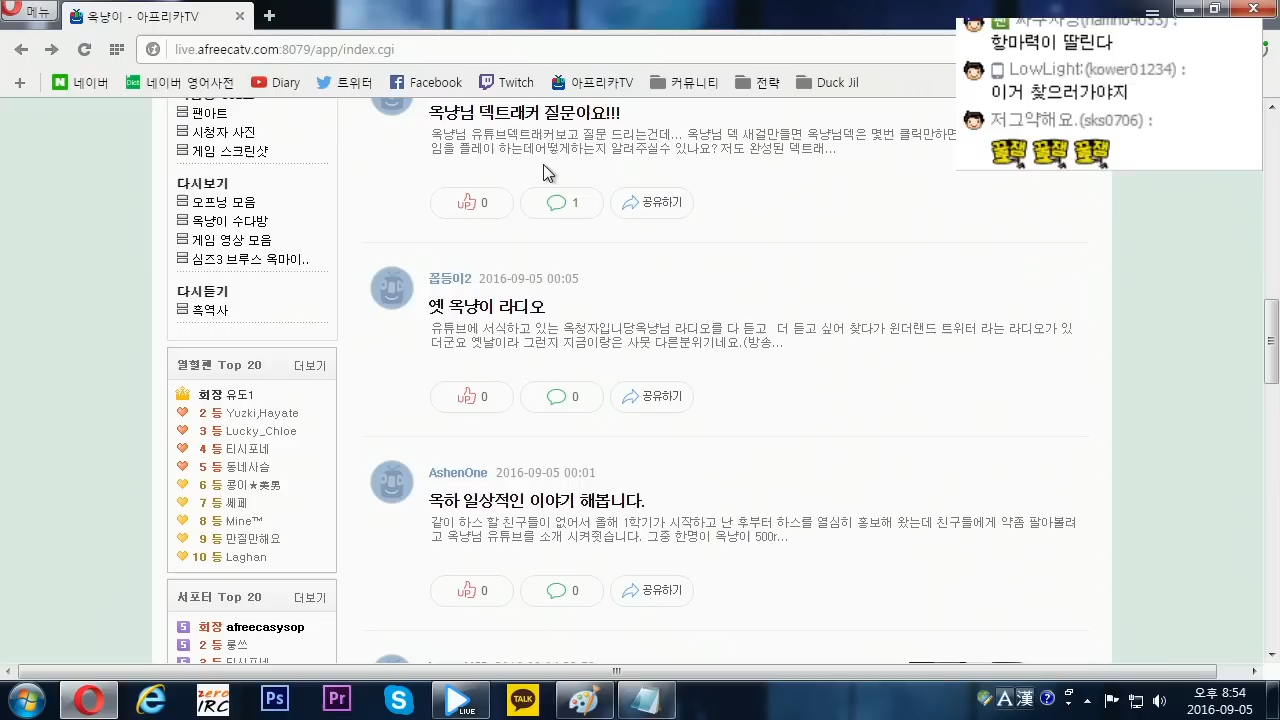 메뉴
옥냥이 - 아프리카TV
live.afreecatv.com:8079/app/index.cgi
네이버
네이버 영어사전
트위터
Facebook
Twitch
아프리카TV
커뮤니티
전략
Duck Jil
항마력이 딸린다
LowLight:(kower01234) :
이거 찾으러가야지
저그약해요.(sks0706) :
꿀잼 꿀잼 꿀잼
팬아트
시청자 사진
게임 스크린샷
다시보기
오프닝 모음
옥냥이 수다방
게임 영상 모음
심즈3 브루스 옥마이..
다시듣기
흑역사
열혈팬 Top 20 더보기
회장 유도1
2 등 Yuzki,Hayate
3 등 Lucky_Chloe
4 등 티시포네
5 등 동네사습
6 등 콩이★美男
7 등 쎄페
8 등 Mine™
9 등 만질만해요
10 등 Laghan
서포터 Top 20 더보기
S 회장 afreecasysop
S 2 등 롱쓰
옥냥님 덱트래커 질문이요!!!
옥냥님 유튜브덱트래커보고 질문 드리는건데... 옥냥님 덱 새걸만들면 옥냥님덱은 몇번 클릭만하면
임을 플레이 하는데어떻게하는지 알려주실수 있나요? 저도 완성된 덱트래...
UP 0
1
공유하기
꼽등이2 2016-09-05 00:05
옛 옥냥이 라디오
유튜브에 서식하고 있는 옥청자입니당옥냥님 라디오를 다 듣고 더 듣고 싶어 찾다가 윈더랜드 트위터 라는 라디오가 있
더군요 옛날이라 그런지 지금이랑은 사뭇 다른분위기네요.(방송...
UP 0
0
공유하기
AshenOne 2016-09-05 00:01
옥하 일상적인 이야기 해봅니다.
같이 하스 할 친구들이 없어서 올해 1학기가 시작하고 난 후부터 하스를 열심히 홍보해 왔는데 친구들에게 약좀 팔아볼려
고 옥냥님 유튜브를 소개 시켜줫습니다. 그중 한명이 옥냥이 500r...
UP 0
0
공유하기
zero
IRC
Ps
Pr
LIVE
TALK
A 漢
오후 8:54
2016-09-05